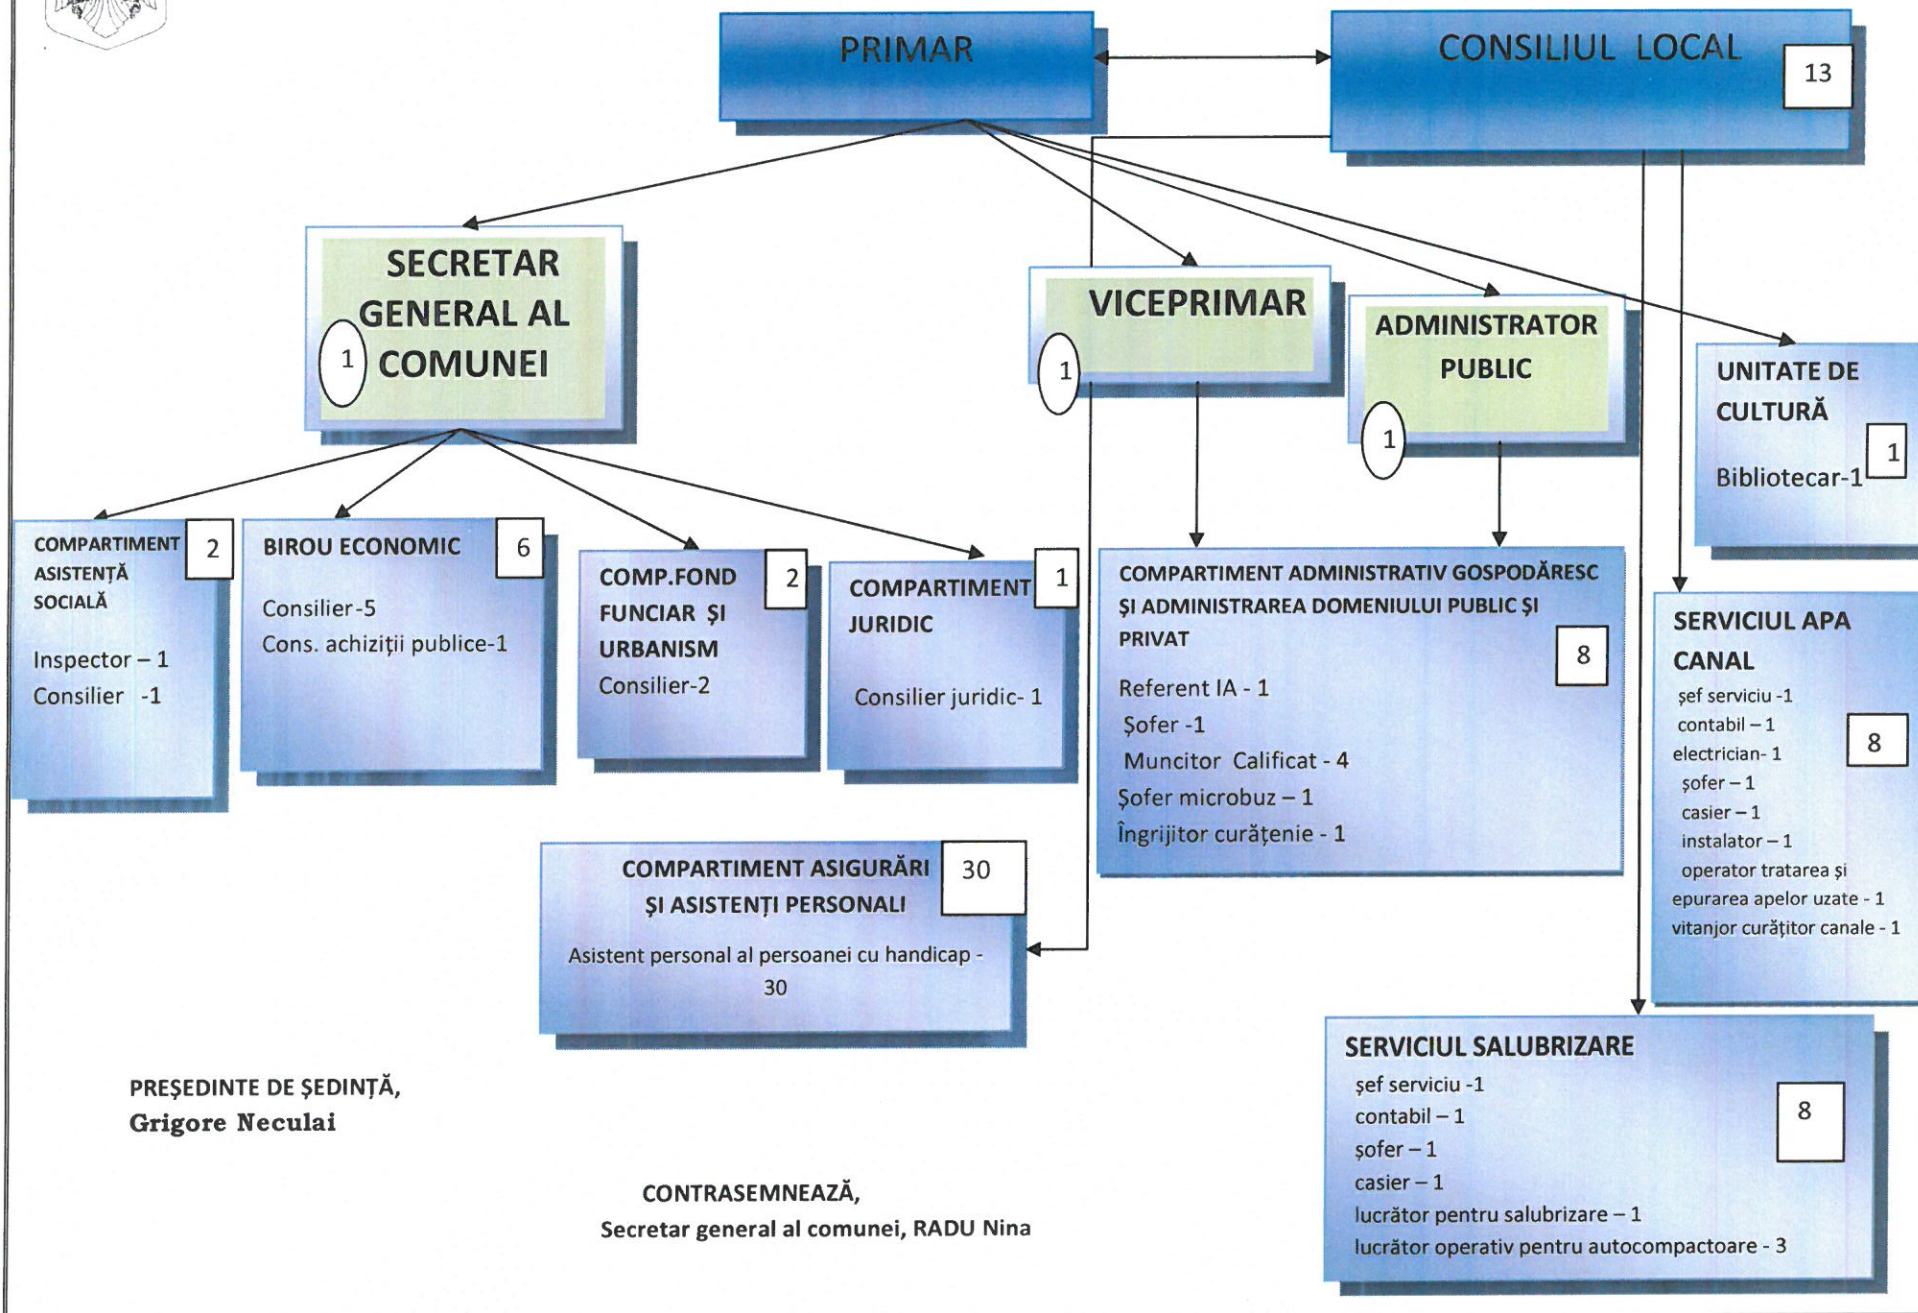 PRIMAR
CONSILIUL LOCAL
13
SECRETAR
GENERAL AL
COMUNEI
1
VICEPRIMAR
1
ADMINISTRATOR
PUBLIC
1
UNITATE DE
CULTURĂ
1
Bibliotecar-1
COMPARTIMENT
ASISTENȚĂ
SOCIALĂ
2
Inspector – 1
Consilier -1
BIROU ECONOMIC
6
Consilier-5
Cons. achiziții publice-1
COMP.FOND
FUNCIAR ȘI
URBANISM
2
Consilier-2
COMPARTIMENT
JURIDIC
1
Consilier juridic- 1
COMPARTIMENT ADMINISTRATIV GOSPODĂRESC
ȘI ADMINISTRAREA DOMENIULUI PUBLIC ȘI
PRIVAT
8
Referent IA - 1
Șofer -1
Muncitor Calificat - 4
Șofer microbuz – 1
Îngrijitor curățenie - 1
SERVICIUL APA
CANAL
șef serviciu -1
contabil – 1
8
electrician- 1
șofer – 1
casier – 1
instalator – 1
operator tratarea și
epurarea apelor uzate - 1
vitanjor curățitor canale - 1
COMPARTIMENT ASIGURĂRI
ȘI ASISTENȚI PERSONALI
30
Asistent personal al persoanei cu handicap -
30
SERVICIUL SALUBRIZARE
șef serviciu -1
contabil – 1
8
șofer – 1
casier – 1
lucrător pentru salubrizare – 1
lucrător operativ pentru autocompactoare - 3
PREȘEDINTE DE ȘEDINȚĂ,
Grigore Neculai
CONTRASEMNEAZĂ,
Secretar general al comunei, RADU Nina